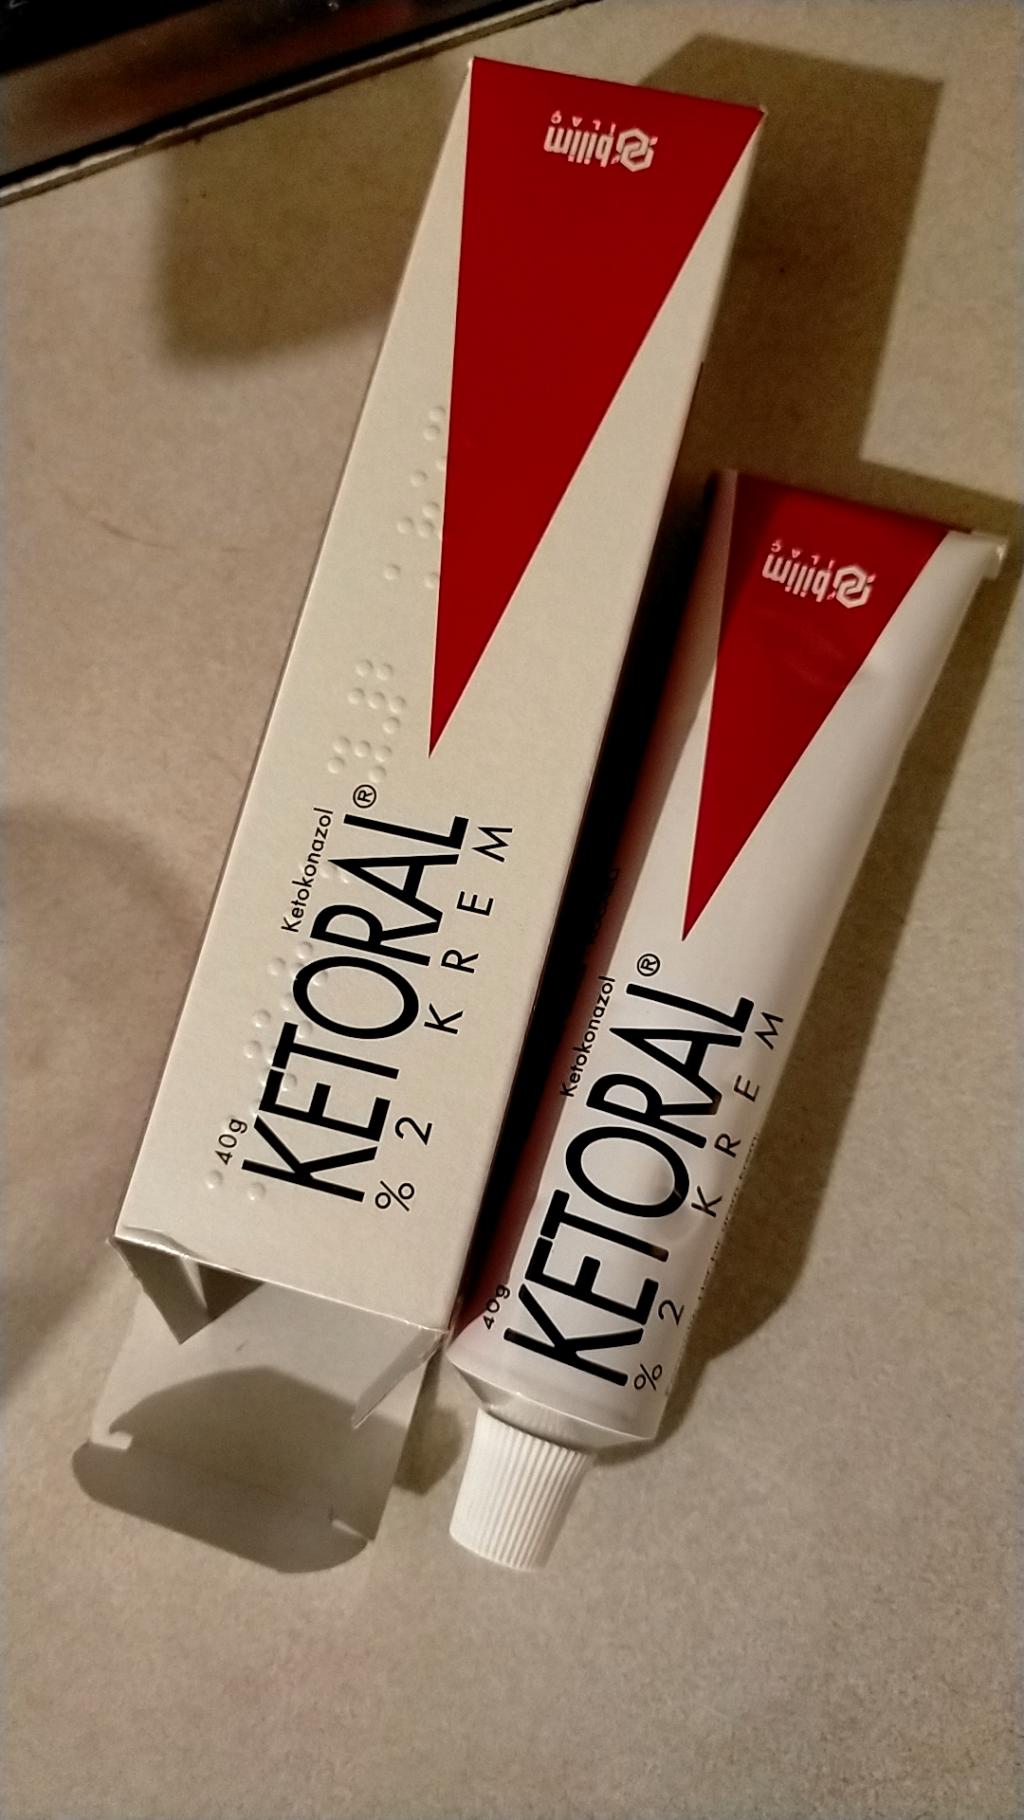 40g
Ketokonazol
KETORAL®
% 2 KREM
bilim
İLAÇ
40g
Ketokonazol
KETORAL®
% 2 KREM
bilim
İLAÇ